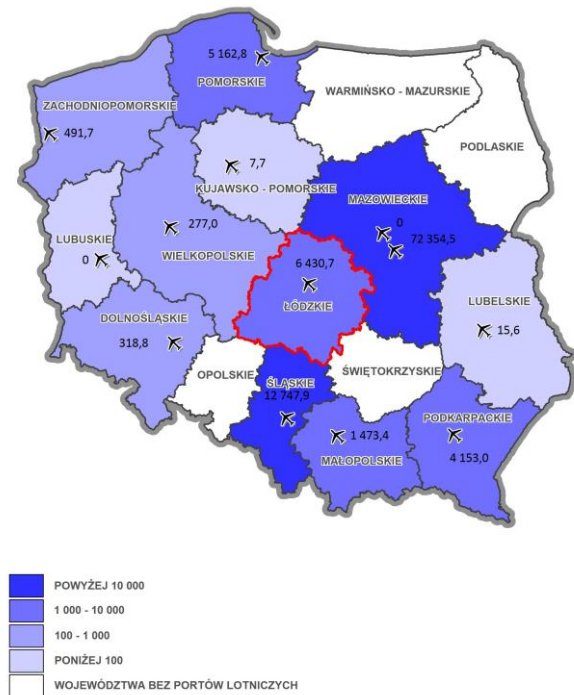 5 162,8
POMORSKIE
WARMIŃSKO - MAZURSKIE
ZACHODNIOPOMORSKIE
491,7
PODLASKIE
7,7
KUJAWSKO - POMORSKIE
MAZOWIECKIE
0
72 354,5
277,0
WIELKOPOLSKIE
LUBUSKIE
0
6 430,7
ŁÓDZKIE
DOLNOŚLĄSKIE
318,8
LUBELSKIE
15,6
OPOLSKIE
ŚLĄSKIE
12 747,9
ŚWIĘTOKRZYSKIE
PODKARPACKIE
1 473,4
MAŁOPOLSKIE
4 153,0
POWYŻEJ 10 000
1 000 - 10 000
100 - 1 000
PONIŻEJ 100
WOJEWÓDZTWA BEZ PORTÓW LOTNICZYCH